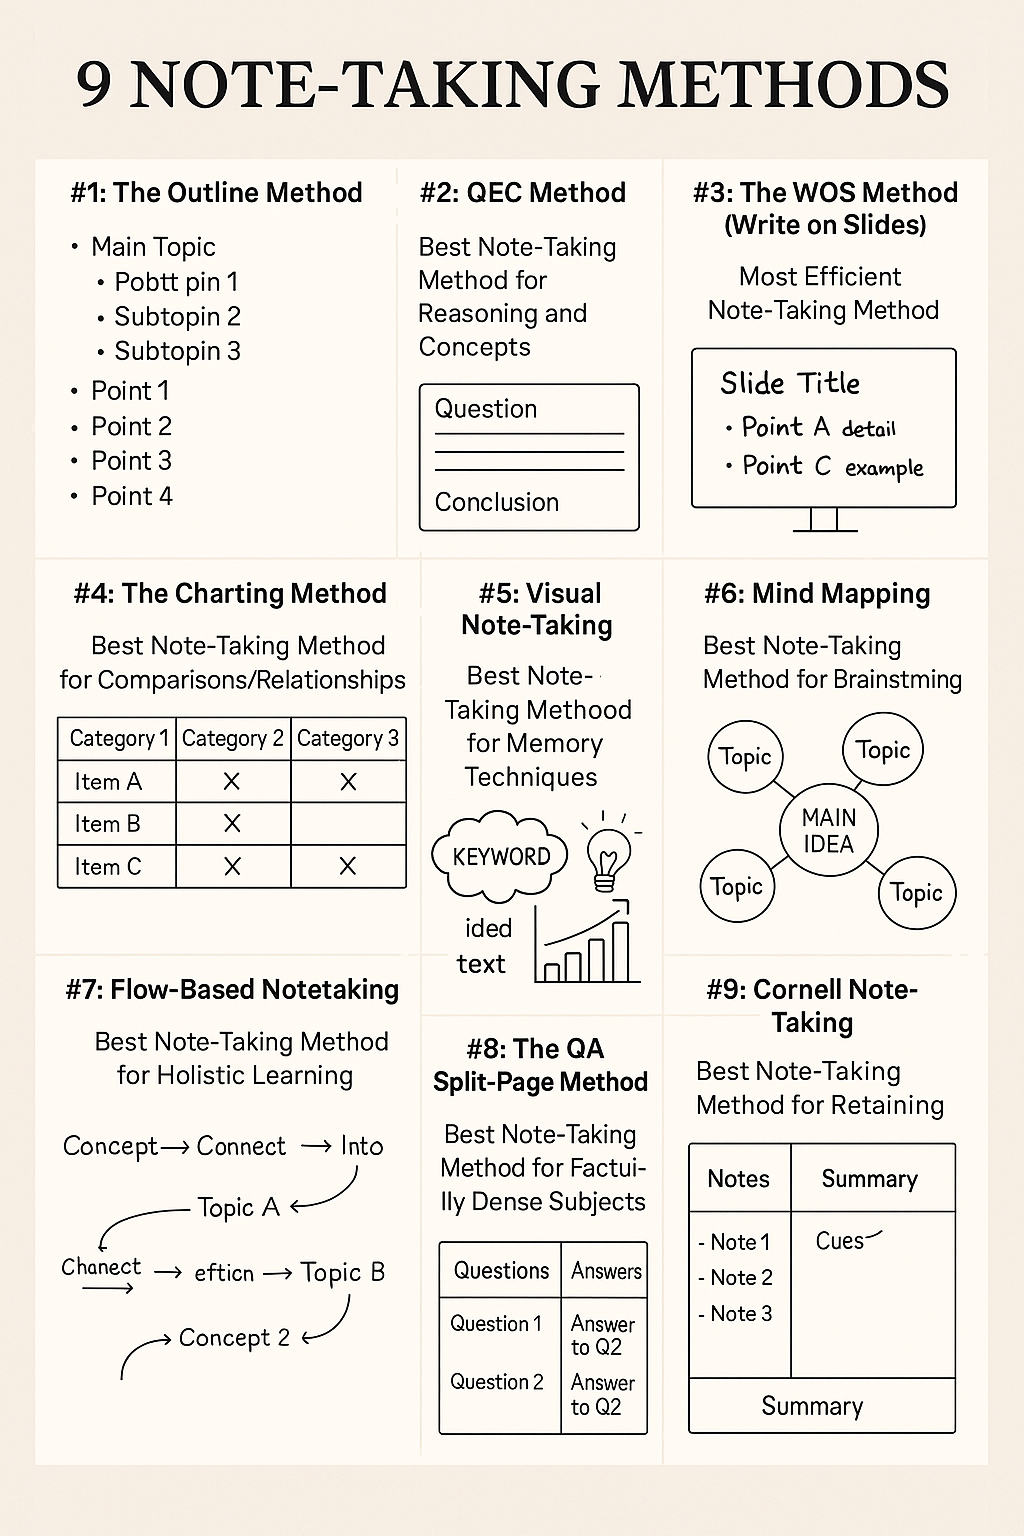 9 NOTE-TAKING METHODS
#1: The Outline Method
• Main Topic
• Pobtt pin 1
• Subtopin 2
• Subtopin 3
• Point 1
• Point 2
• Point 3
• Point 4
#2: QEC Method
Best Note-Taking
Method for
Reasoning and
Concepts
Question
Conclusion
#3: The WOS Method
(Write on Slides)
Most Efficient
Note-Taking Method
Slide Title
• Point A detail
• Point C example
#4: The Charting Method
Best Note-Taking Method
for Comparisons/Relationships
Category 1 Category 2 Category 3
Item A X X
Item B X
Item C X X
#5: Visual
Note-Taking
Best Note-
Taking Methood
for Memory
Techniques
KEYWORD
ided
text
#6: Mind Mapping
Best Note-Taking
Method for Brainstming
Topic
Topic
MAIN
IDEA
Topic
Topic
#7: Flow-Based Notetaking
Best Note-Taking Method
for Holistic Learning
Concept → Connect → Into
Topic A
Chanect → efticn → Topic B
Concept 2
#8: The QA
Split-Page Method
Best Note-Taking
Method for Factui-
lly Dense Subjects
Questions Answers
Question 1 Answer
to Q2
Question 2 Answer
to Q2
#9: Cornell Note-
Taking
Best Note-Taking
Method for Retaining
Notes Summary
- Note 1 Cues
- Note 2
- Note 3
Summary